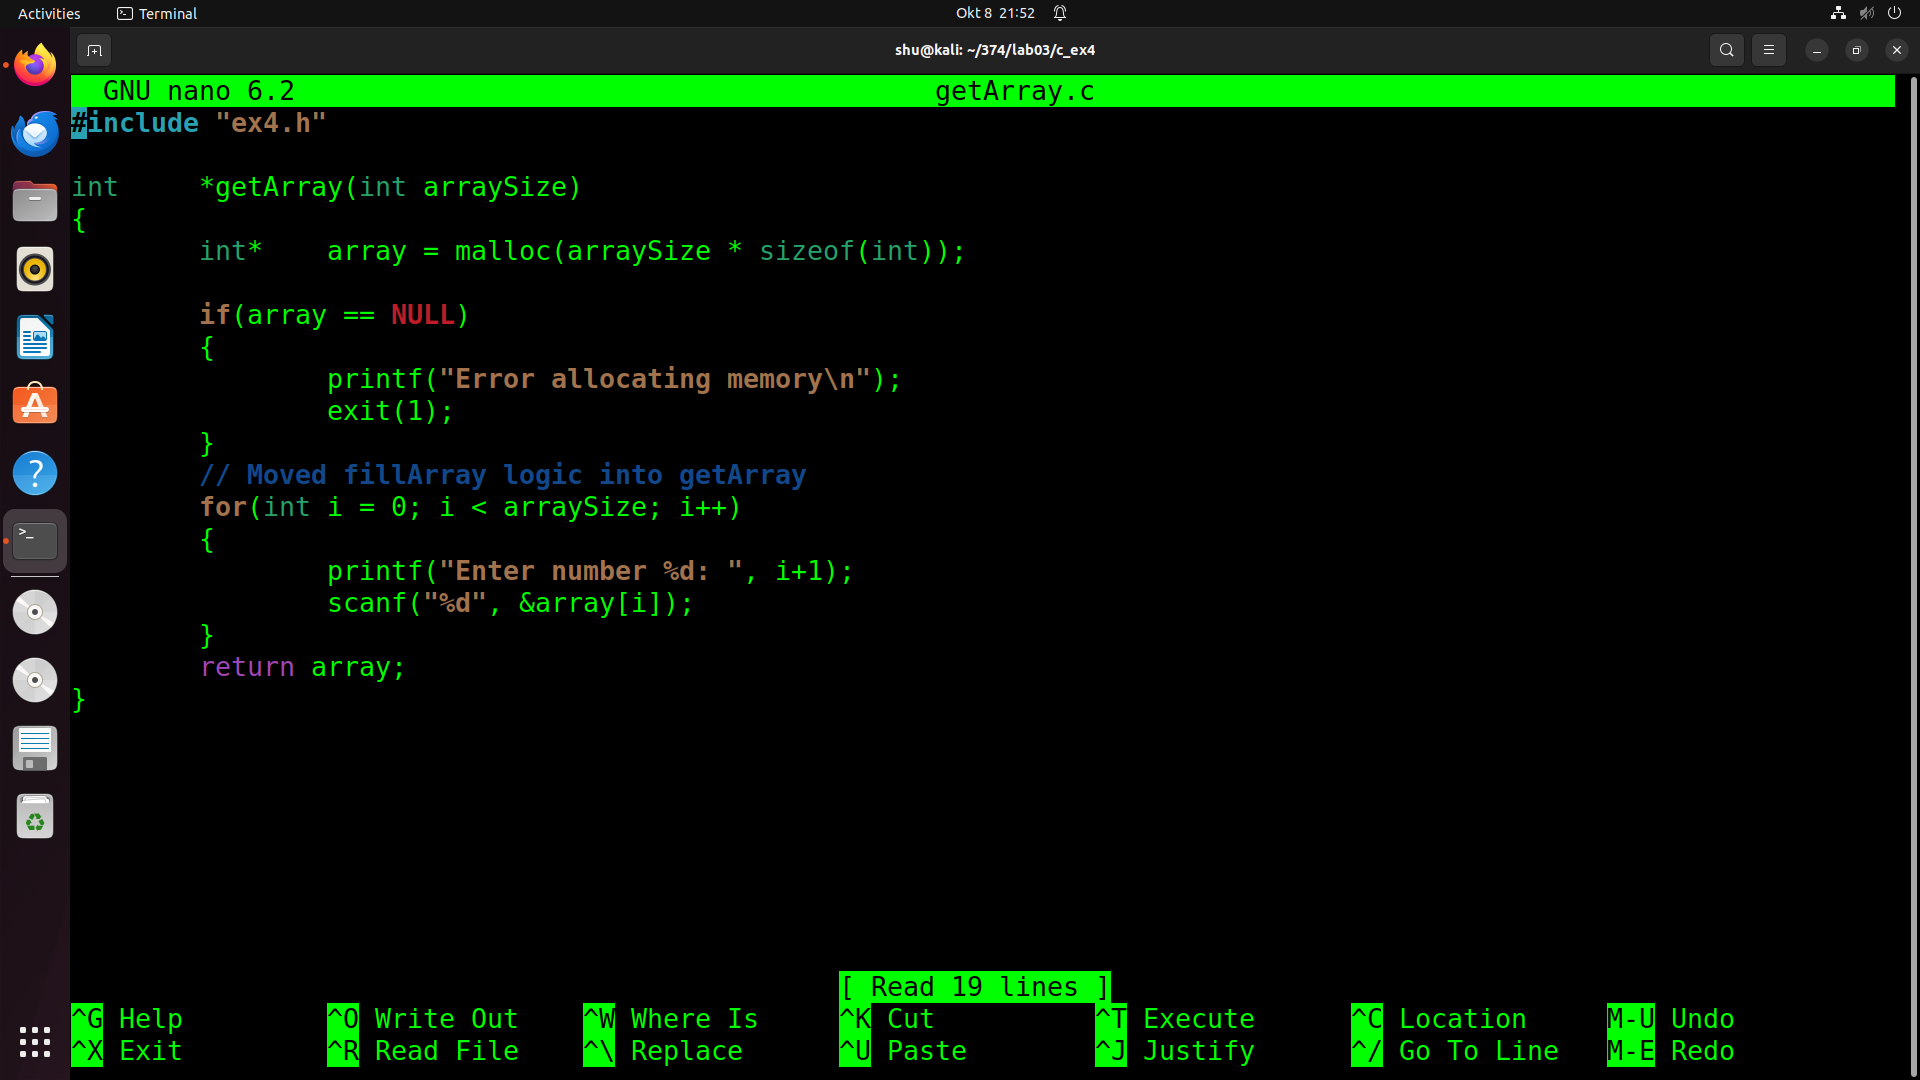 Activities Terminal Okt 8 21:52
shu@kali: ~/374/lab03/c_ex4
GNU nano 6.2 getArray.c
#include "ex4.h"
int *getArray(int arraySize)
{
int* array = malloc(arraySize * sizeof(int));
if(array == NULL)
{
printf("Error allocating memory\n");
exit(1);
}
// Moved fillArray logic into getArray
for(int i = 0; i < arraySize; i++)
{
printf("Enter number %d: ", i+1);
scanf("%d", &array[i]);
}
return array;
}
[ Read 19 lines ]
^G Help ^O Write Out ^W Where Is ^K Cut ^T Execute ^C Location M-U Undo
^X Exit ^R Read File ^\ Replace ^U Paste ^J Justify ^/ Go To Line M-E Redo